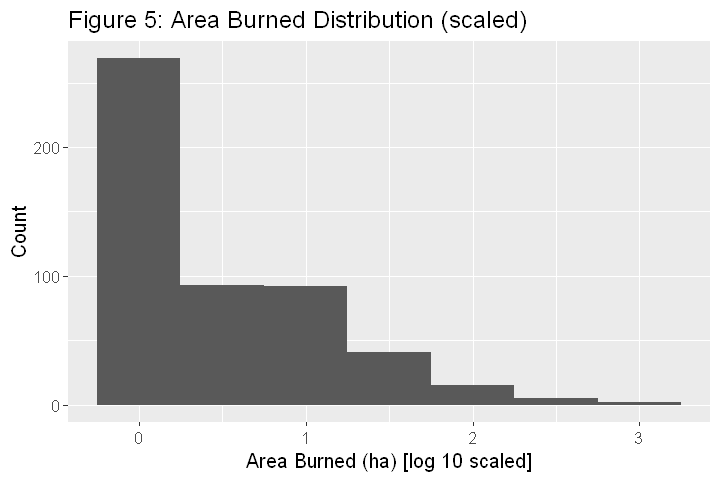 Figure 5: Area Burned Distribution (scaled)
Count
200
100
0
0 1 2 3
Area Burned (ha) [log 10 scaled]